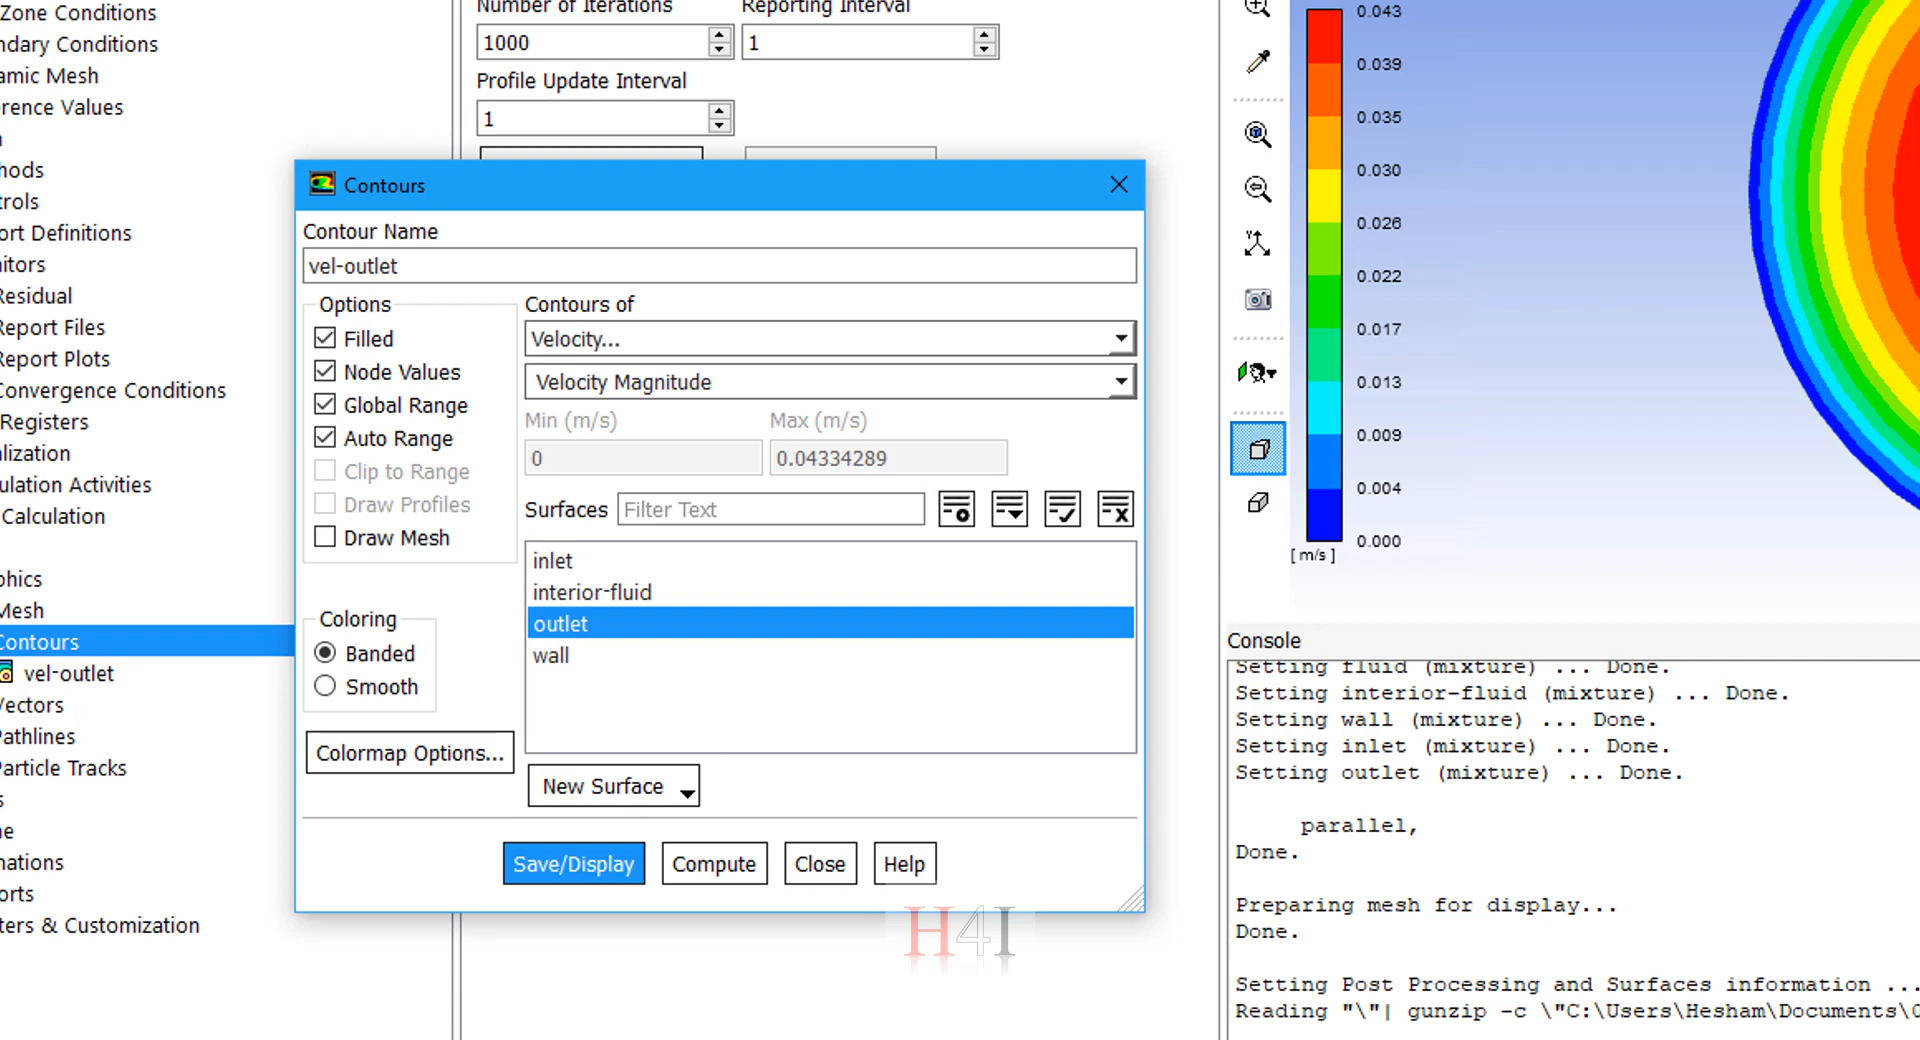 Zone Conditions
ndary Conditions
amic Mesh
erence Values
n
hods
trols
ort Definitions
itors
Residual
Report Files
Report Plots
Convergence Conditions
Registers
lization
ulation Activities
Calculation
phics
Mesh
Contours
vel-outlet
Vectors
Pathlines
Particle Tracks
s
ne
nations
orts
ters & Customization
Number of Iterations
Reporting Interval
1000
1
Profile Update Interval
1
Contours
Contour Name
vel-outlet
Options
Filled
Node Values
Global Range
Auto Range
Clip to Range
Draw Profiles
Draw Mesh
Coloring
Banded
Smooth
Colormap Options...
Contours of
Velocity...
Velocity Magnitude
Min (m/s)
Max (m/s)
0
0.04334289
Surfaces
Filter Text
inlet
interior-fluid
outlet
wall
New Surface
Save/Display
Compute
Close
Help
H4I
0.043
0.039
0.035
0.030
0.026
0.022
0.017
0.013
0.009
0.004
0.000
[ m/s ]
Console
Setting fluid (mixture) ... Done.
Setting interior-fluid (mixture) ... Done.
Setting wall (mixture) ... Done.
Setting inlet (mixture) ... Done.
Setting outlet (mixture) ... Done.
parallel,
Done.
Preparing mesh for display...
Done.
Setting Post Processing and Surfaces information ...
Reading "\"| gunzip -c \"C:\Users\Hesham\Documents\